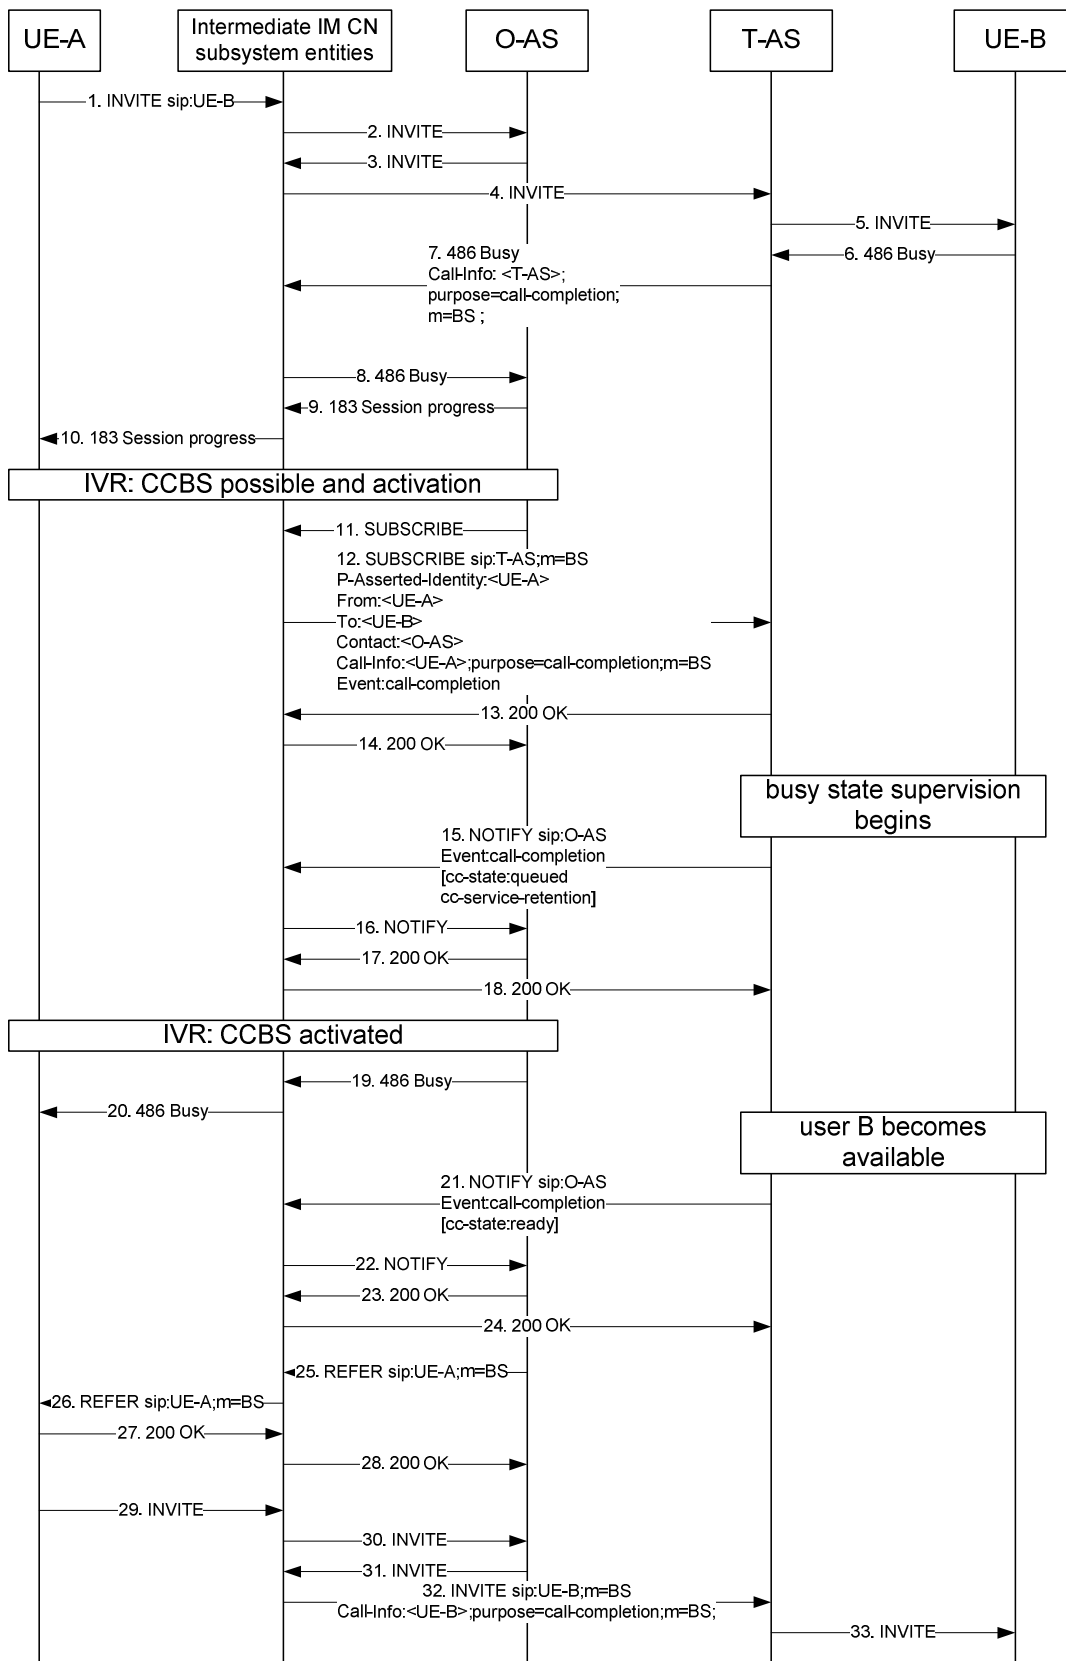 UE-A
Intermediate IM CN
subsystem entities
O-AS
T-AS
UE-B
1. INVITE sip:UE-B
2. INVITE
3. INVITE
4. INVITE
5. INVITE
6. 486 Busy
7. 486 Busy
Call-Info: <T-AS>;
purpose=call-completion;
m=BS ;
8. 486 Busy
9. 183 Session progress
10. 183 Session progress
IVR: CCBS possible and activation
11. SUBSCRIBE
12. SUBSCRIBE sip:T-AS;m=BS
P-Asserted-Identity:<UE-A>
From:<UE-A>
To:<UE-B>
Contact:<O-AS>
Call-Info:<UE-A>;purpose=call-completion;m=BS
Event:call-completion
13. 200 OK
14. 200 OK
busy state supervision
begins
15. NOTIFY sip:O-AS
Event:call-completion
[cc-state:queued
cc-service-retention]
16. NOTIFY
17. 200 OK
18. 200 OK
IVR: CCBS activated
19. 486 Busy
20. 486 Busy
user B becomes
available
21. NOTIFY sip:O-AS
Event:call-completion
[cc-state:ready]
22. NOTIFY
23. 200 OK
24. 200 OK
25. REFER sip:UE-A;m=BS
26. REFER sip:UE-A;m=BS
27. 200 OK
28. 200 OK
29. INVITE
30. INVITE
31. INVITE
32. INVITE sip:UE-B;m=BS
Call-Info:<UE-B>;purpose=call-completion;m=BS;
33. INVITE